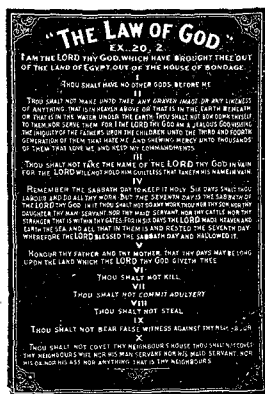 "THE LAW OF GOD"
EX. 20, 2.
I AM THE LORD THY GOD, WHICH HAVE BROUGHT THEE OUT
OF THE LAND OF EGYPT, OUT OF THE HOUSE OF BONDAGE.
I
THOU SHALT HAVE NO OTHER GODS BEFORE ME
II
THOU SHALT NOT MAKE UNTO THEE ANY GRAVEN IMAGE OR ANY LIKENESS
OF ANYTHING THAT IS IN HEAVEN ABOVE OR THAT IS IN THE EARTH BENEATH
OR THAT IS IN THE WATER UNDER THE EARTH: THOU SHALT NOT BOW DOWN THYSELF
TO THEM NOR SERVE THEM FOR I THE LORD THY GOD AM A JEALOUS GOD VISITING
THE INIQUITY OF THE FATHERS UPON THE CHILDREN UNTO THE THIRD AND FOURTH
GENERATION OF THEM THAT HATE ME AND SHEWING MERCY UNTO THOUSANDS
OF THEM THAT LOVE ME AND KEEP MY COMMANDMENTS.
III
THOU SHALT NOT TAKE THE NAME OF THE LORD THY GOD IN VAIN
FOR THE LORD WILL NOT HOLD HIM GUILTLESS THAT TAKETH HIS NAME IN VAIN.
IV
REMEMBER THE SABBATH DAY TO KEEP IT HOLY SIX DAYS SHALT THOU
LABOUR AND DO ALL THY WORK: BUT THE SEVENTH DAY IS THE SABBATH OF
THE LORD THY GOD IN IT THOU SHALT NOT DO ANY WORK THOU NOR THY SON NOR THY
DAUGHTER THY MAN SERVANT NOR THY MAID SERVANT NOR THY CATTLE NOR THY
STRANGER THAT IS WITHIN THY GATES: FOR IN SIX DAYS THE LORD MADE HEAVEN AND
EARTH THE SEA AND ALL THAT IN THEM IS AND RESTED THE SEVENTH DAY:
WHEREFORE THE LORD BLESSED THE SABBATH DAY AND HALLOWED IT.
V
HONOUR THY FATHER AND THY MOTHER, THAT THY DAYS MAY BE LONG
UPON THE LAND WHICH THE LORD THY GOD GIVETH THEE
VI
THOU SHALT NOT KILL
VII
THOU SHALT NOT COMMIT ADULTERY
VIII
THOU SHALT NOT STEAL
IX
THOU SHALT NOT BEAR FALSE WITNESS AGAINST THY NEIGHBOUR
X
THOU SHALT NOT COVET THY NEIGHBOUR'S HOUSE THOU SHALT NOT COVET
THY NEIGHBOURS WIFE NOR HIS MAN SERVANT NOR HIS MAID SERVANT, NOR
HIS OX NOR HIS ASS NOR ANYTHING THAT IS THY NEIGHBOURS